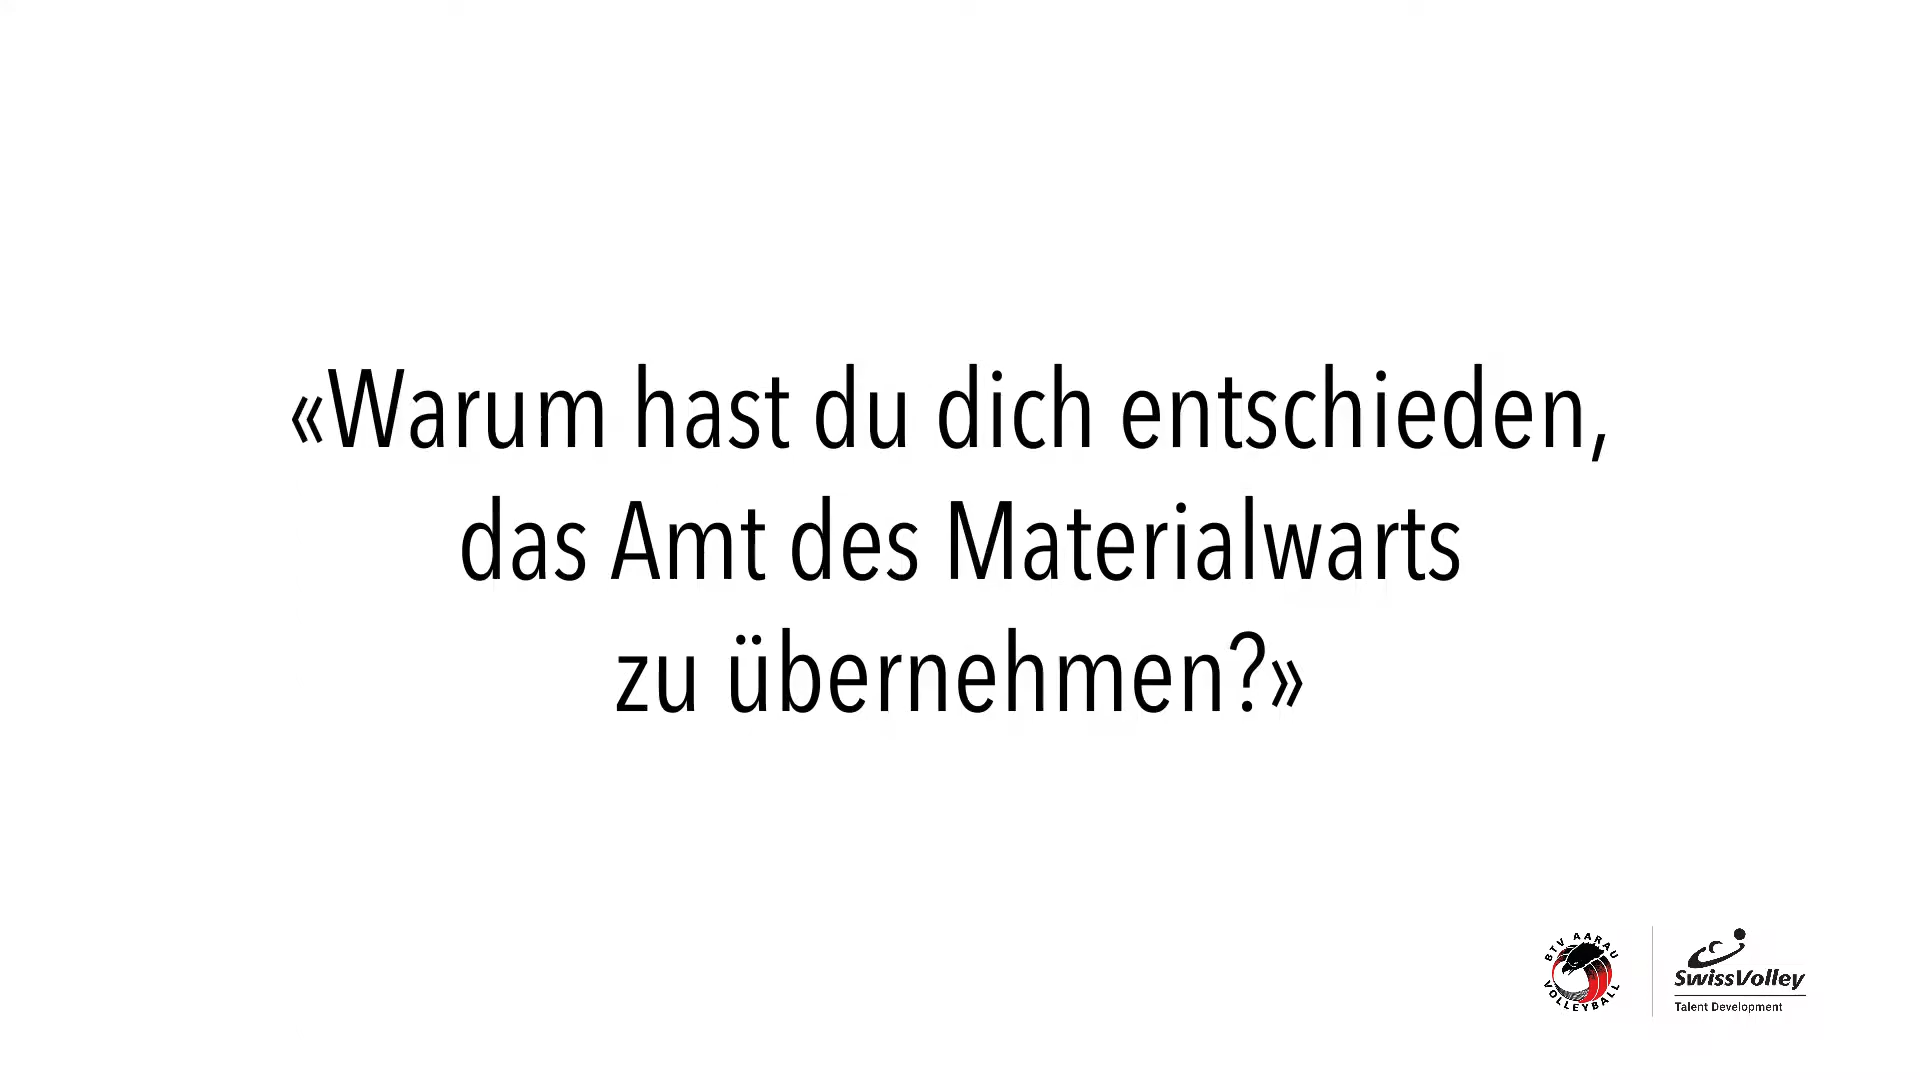 «Warum hast du dich entschieden,
das Amt des Materialwarts
zu übernehmen?»
BTV AARAU
VOLLEYBALL
SwissVolley
Talent Development